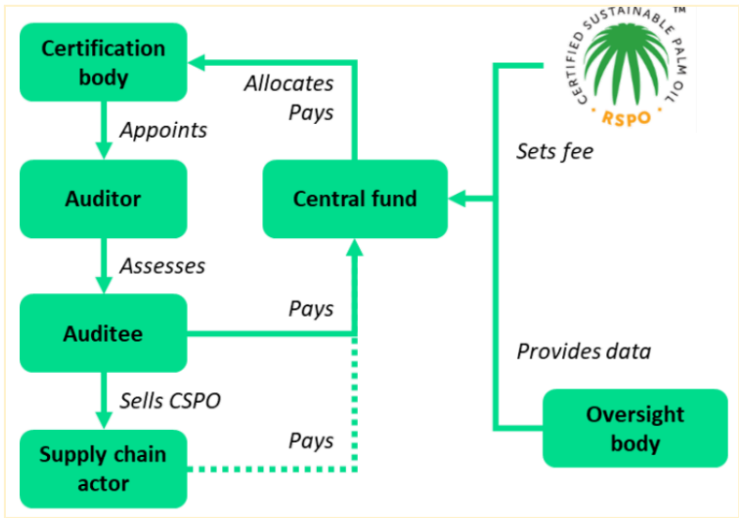 Certification
body
Allocates
Pays
CERTIFIED SUSTAINABLE PALM OIL
TM
RSPO
Appoints
Sets fee
Auditor
Central fund
Assesses
Auditee
Pays
Provides data
Sells CSPO
Oversight
body
Pays
Supply chain
actor